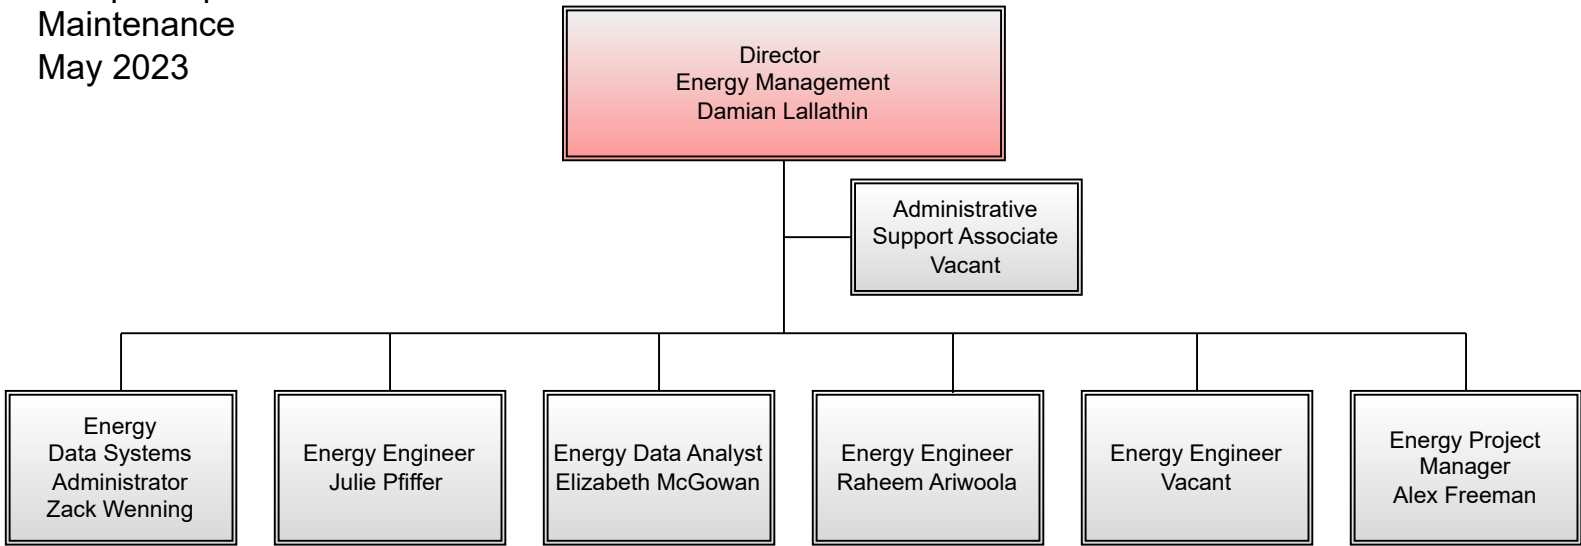 Maintenance
May 2023
Director
Energy Management
Damian Lallathin
Administrative
Support Associate
Vacant
Energy
Data Systems
Administrator
Zack Wenning
Energy Engineer
Julie Pfiffer
Energy Data Analyst
Elizabeth McGowan
Energy Engineer
Raheem Ariwoola
Energy Engineer
Vacant
Energy Project
Manager
Alex Freeman